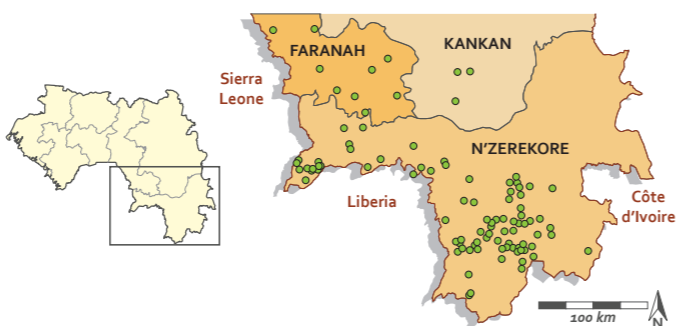 FARANAH
KANKAN
Sierra
Leone
N'ZEREKORE
Liberia
Côte
d'Ivoire
100 km
N